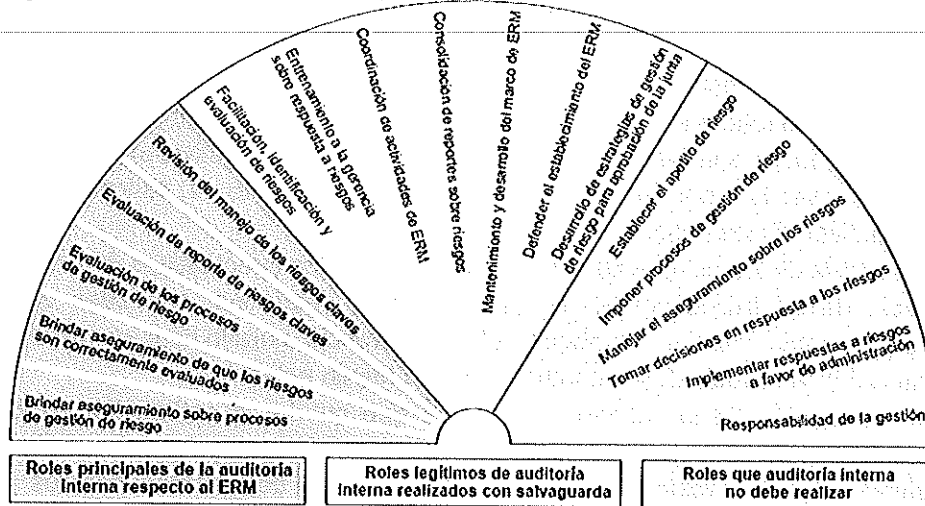 Brindar aseguramiento sobre procesos
de gestión de riesgo
Brindar aseguramiento de que los riesgos
son correctamente evaluados
Evaluación de los procesos
de gestión de riesgo
Evaluación de reporte de riesgos claves
Revisión del manejo de los riesgos claves
Facilitación, identificación y
evaluación de riesgos
Entrenamiento a la gerencia
sobre respuesta a riesgos
Coordinación de actividades de ERM
Consolidación de reportes sobre riesgos
Mantenimiento y desarrollo del marco de ERM
Defender el establecimiento del ERM
Desarrollo de estrategias de gestión
de riesgo para aprobación de la junta
Establecer el apetito de riesgo
Imponer procesos de gestión de riesgo
Manejar el aseguramiento sobre los riesgos
Tomar decisiones en respuesta a los riesgos
Implementar respuestas a riesgos
a favor de administración
Responsabilidad de la gestión
Roles principales de la auditoria
Interna respecto al ERM
Roles legítimos de auditoria
Interna realizados con salvaguarda
Roles que auditoria interna
no debe realizar